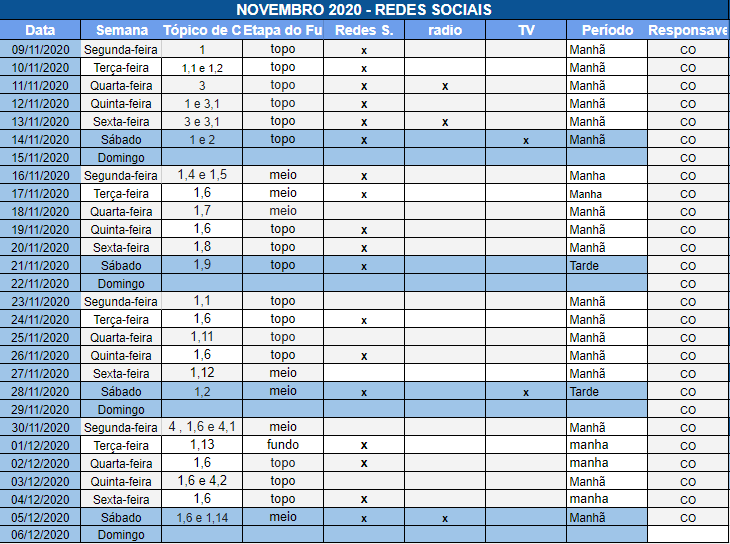 NOVEMBRO 2020 - REDES SOCIAIS
Data Semana Tópico de C Etapa do Fu Redes S. radio TV Período Responsave
09/11/2020 Segunda-feira 1 topo x Manhã CO
10/11/2020 Terça-feira 1,1 e 1,2 topo x Manhã CO
11/11/2020 Quarta-feira 3 topo x x Manhã CO
12/11/2020 Quinta-feira 1 e 3,1 topo x Manhã CO
13/11/2020 Sexta-feira 3 e 3,1 topo x x Manhã CO
14/11/2020 Sábado 1 e 2 topo x x Manhã CO
15/11/2020 Domingo CO
16/11/2020 Segunda-feira 1,4 e 1,5 meio x Manha CO
17/11/2020 Terça-feira 1,6 meio x Manha CO
18/11/2020 Quarta-feira 1,7 meio Manhã CO
19/11/2020 Quinta-feira 1,6 topo x Manhã CO
20/11/2020 Sexta-feira 1,8 topo x Manhã CO
21/11/2020 Sábado 1,9 topo x Tarde CO
22/11/2020 Domingo CO
23/11/2020 Segunda-feira 1,1 topo Manhã CO
24/11/2020 Terça-feira 1,6 topo x Manhã CO
25/11/2020 Quarta-feira 1,11 topo Manhã CO
26/11/2020 Quinta-feira 1,6 topo x Manhã CO
27/11/2020 Sexta-feira 1,12 meio Manhã CO
28/11/2020 Sábado 1,2 meio x x Tarde CO
29/11/2020 Domingo CO
30/11/2020 Segunda-feira 4 , 1,6 e 4,1 meio Manhã CO
01/12/2020 Terça-feira 1,13 fundo x manha CO
02/12/2020 Quarta-feira 1,6 topo x manha CO
03/12/2020 Quinta-feira 1,6 e 4,2 topo Manhã CO
04/12/2020 Sexta-feira 1,6 topo x manha CO
05/12/2020 Sábado 1,6 e 1,14 meio x x Manhã CO
06/12/2020 Domingo